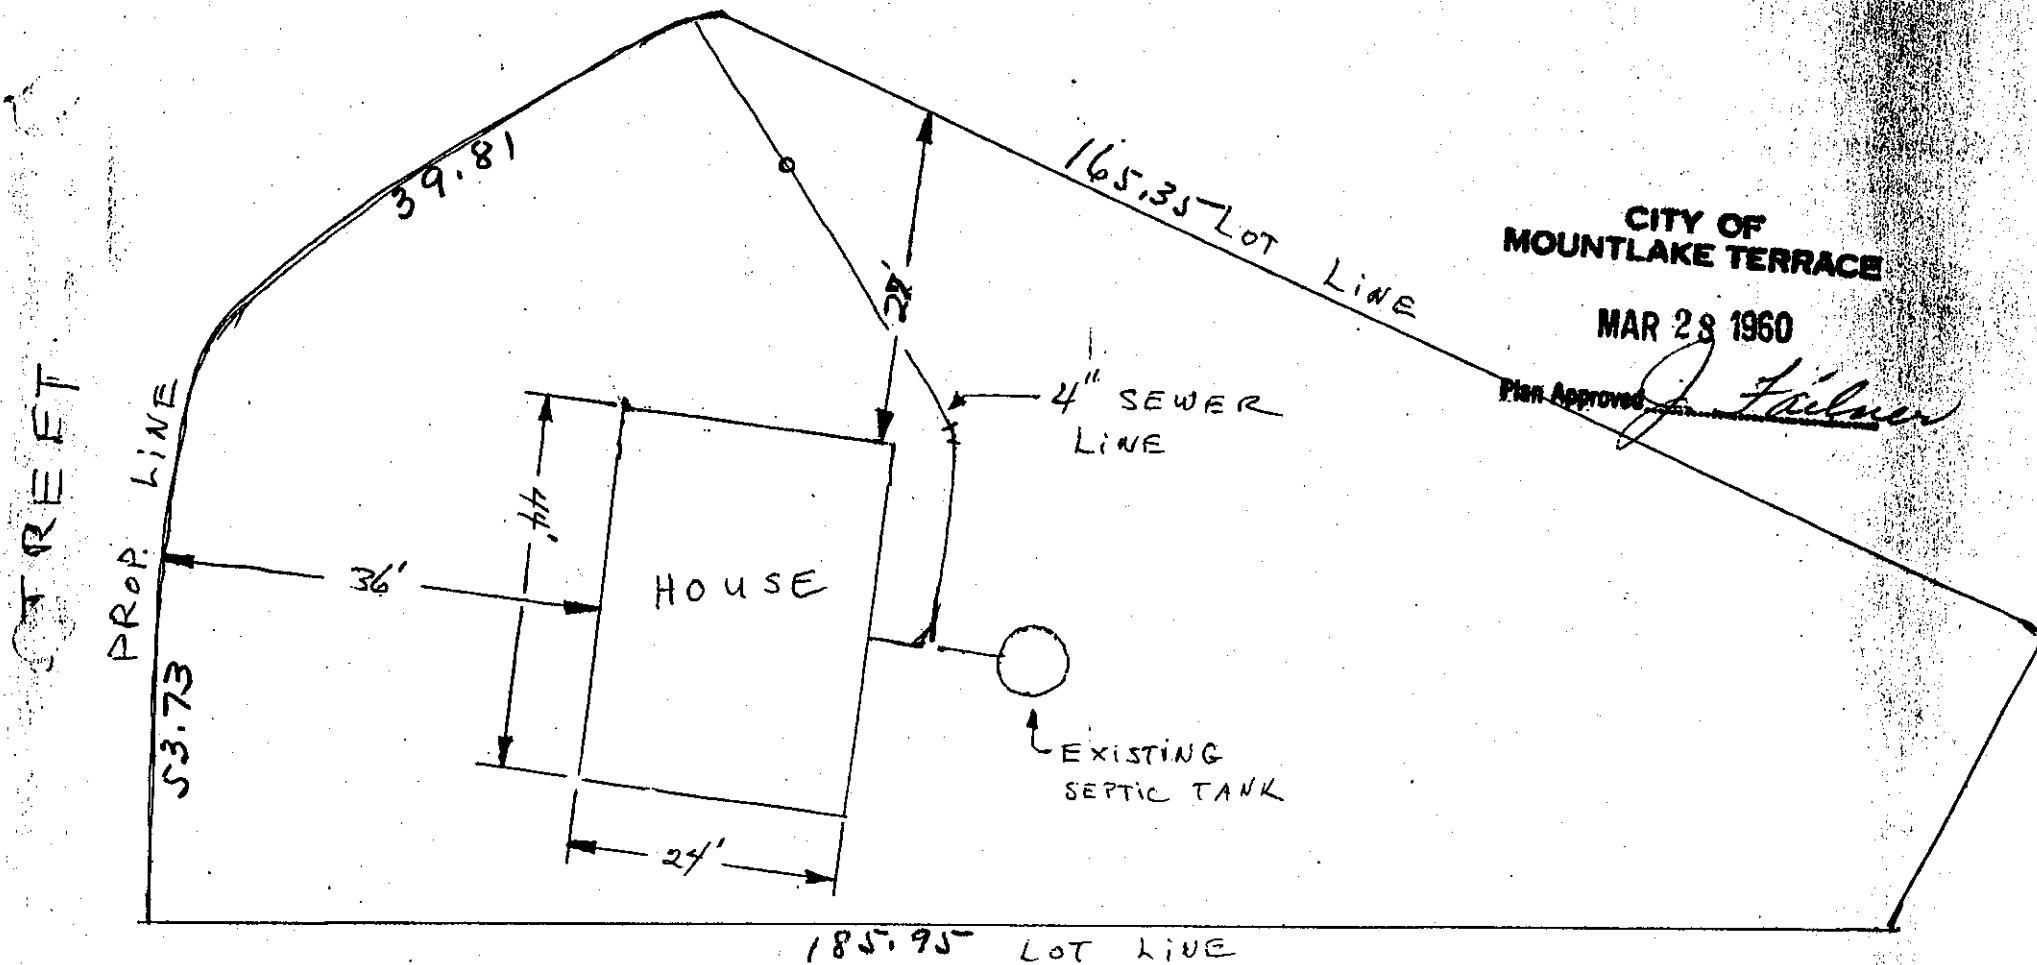 STREET
PROP. LINE
53.73
39.81
165.35 LOT LINE
CITY OF
MOUNTLAKE TERRACE
MAR 28 1960
Plan Approved
4" SEWER
LINE
44'
36'
HOUSE
EXISTING
SEPTIC TANK
24'
185.95 LOT LINE